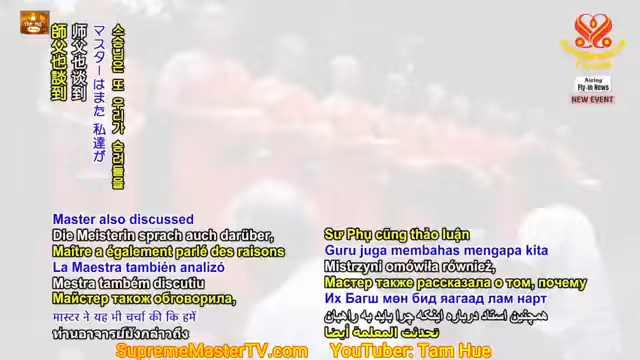 Airing
Fly-in News
NEW EVENT
師父也談到
师父也谈到
マスターはまた 私達が
스승님은 또 우리가 승려들을
Master also discussed
Die Meisterin sprach auch darüber,
Maître a également parlé des raisons
La Maestra también analizó
Mestra também discutiu
Майстер також обговорила,
मास्टर ने यह भी चर्चा की कि हमें
ท่านอาจารย์ยังกล่าวถึง
Sư Phụ cũng thảo luận
Guru juga membahas mengapa kita
Mistrzyni omówiła również,
Мастер также рассказала о том, почему
Их Багш мөн бид яагаад лам нарт
همچنین استاد درباره اینکه چرا باید به راهبان
تحدثت المعلمة أيضا
SupremeMasterTV.com YouTuber: Tam Hue